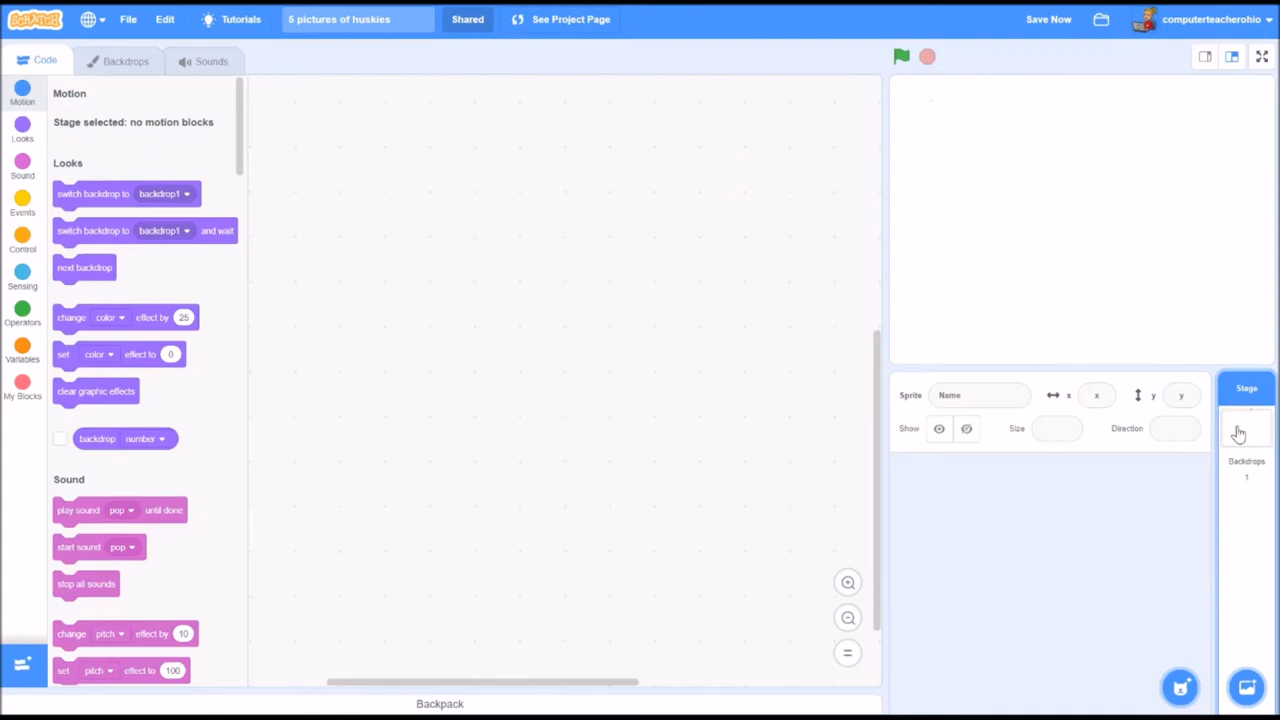 SCRATCH File Edit Tutorials 5 pictures of huskies Shared See Project Page Save Now computerteacherohio
Code Backdrops Sounds
Motion
Looks
Sound
Events
Control
Sensing
Operators
Variables
My Blocks
Motion
Stage selected: no motion blocks
Looks
switch backdrop to backdrop1
switch backdrop to backdrop1 and wait
next backdrop
change color effect by 25
set color effect to 0
clear graphic effects
backdrop number
Sound
play sound pop until done
start sound pop
stop all sounds
change pitch effect by 10
set pitch effect to 100
Backpack
Sprite Name x x y y
Show Size Direction
Stage
Backdrops
1